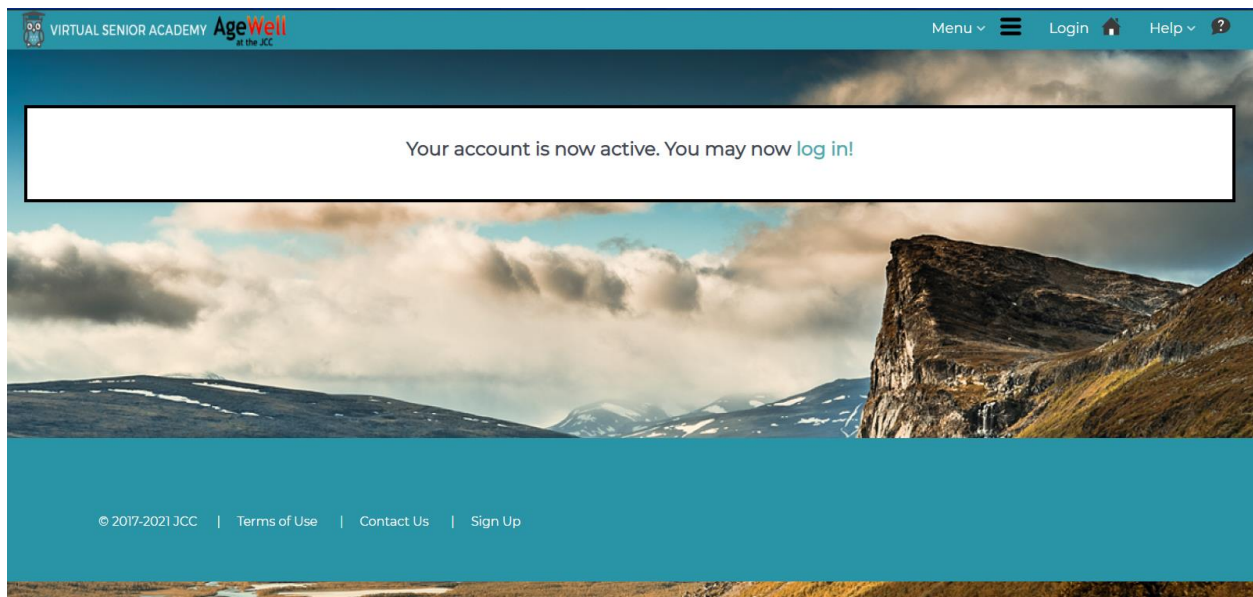 VIRTUAL SENIOR ACADEMY AgeWell
at the JCC
Menu Login Help ?
Your account is now active. You may now log in!
© 2017-2021 JCC | Terms of Use | Contact Us | Sign Up